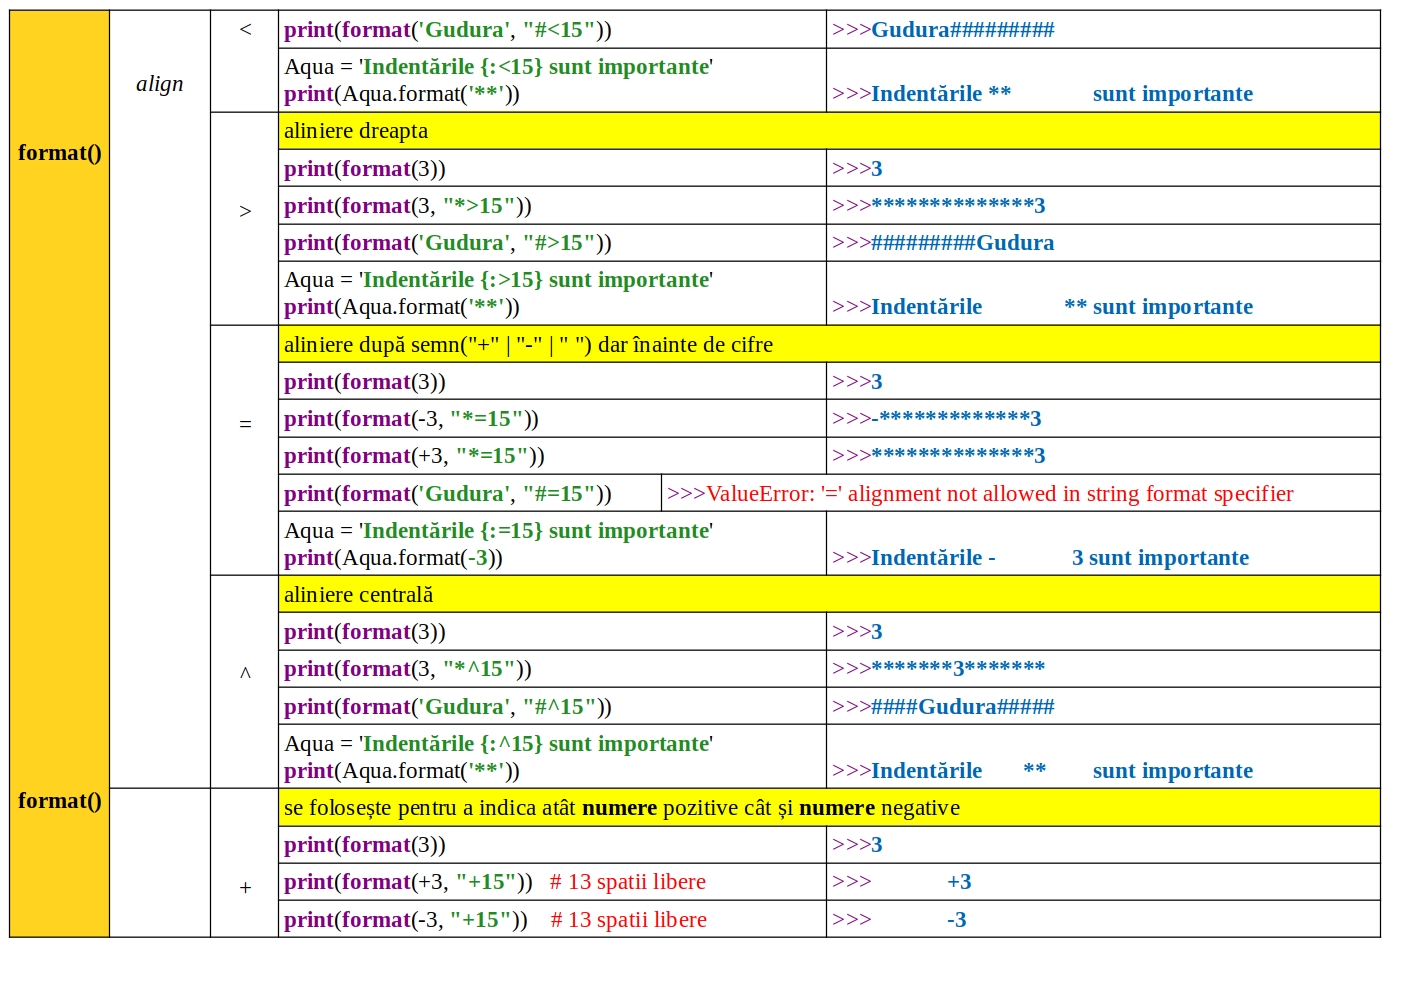 format()
align
<
print(format('Gudura', "#<15"))
>>>Gudura#########
Aqua = 'Indentările {:<15} sunt importante'
print(Aqua.format('**'))
>>>Indentările **              sunt importante
>
aliniere dreapta
print(format(3))
>>>3
print(format(3, "*>15"))
>>>**************3
print(format('Gudura', "#>15"))
>>>#########Gudura
Aqua = 'Indentările {:>15} sunt importante'
print(Aqua.format('**'))
>>>Indentările              ** sunt importante
=
aliniere după semn("+" | "-" | " ") dar înainte de cifre
print(format(3))
>>>3
print(format(-3, "*=15"))
>>>-*************3
print(format(+3, "*=15"))
>>>**************3
print(format('Gudura', "#=15"))
>>>ValueError: '=' alignment not allowed in string format specifier
Aqua = 'Indentările {:=15} sunt importante'
print(Aqua.format(-3))
>>>Indentările -             3 sunt importante
^
aliniere centrală
print(format(3))
>>>3
print(format(3, "*^15"))
>>>*******3*******
print(format('Gudura', "#^15"))
>>>####Gudura#####
Aqua = 'Indentările {:^15} sunt importante'
print(Aqua.format('**'))
>>>Indentările       **        sunt importante
format()
+
se folosește pentru a indica atât numere pozitive cât și numere negative
print(format(3))
>>>3
print(format(+3, "+15")) # 13 spatii libere
>>>             +3
print(format(-3, "+15")) # 13 spatii libere
>>>             -3